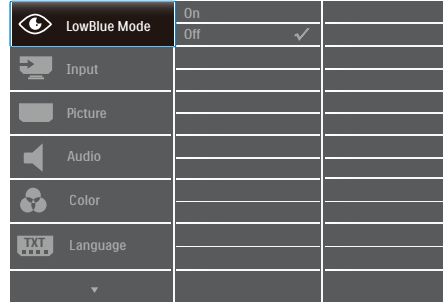 LowBlue Mode
On
Off
Input
Picture
Audio
Color
TXT
Language